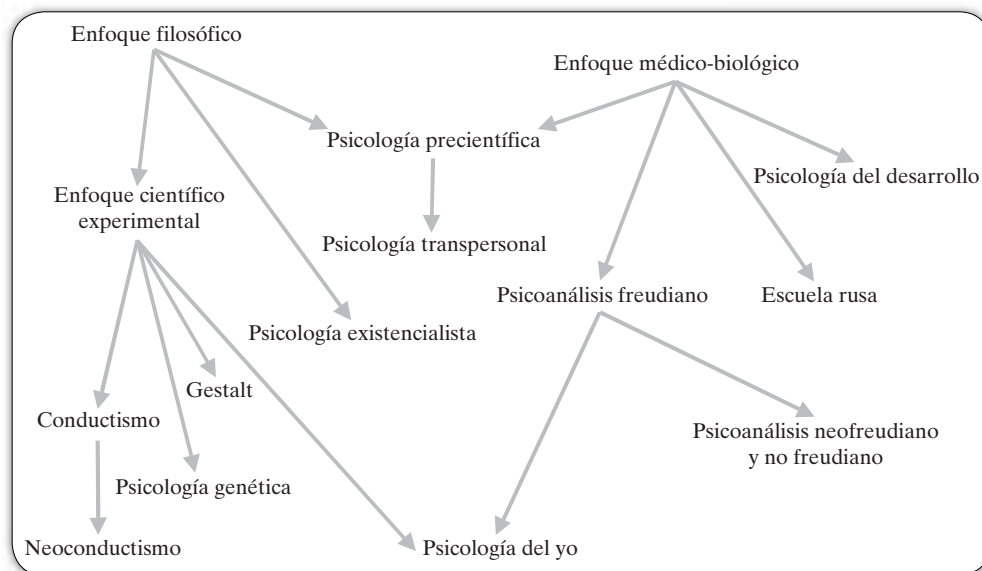 Enfoque filosófico
Enfoque médico-biológico
Psicología precientífica
Psicología del desarrollo
Enfoque científico
experimental
Psicología transpersonal
Psicoanálisis freudiano
Escuela rusa
Psicología existencialista
Gestalt
Conductismo
Psicoanálisis neofreudiano
y no freudiano
Psicología genética
Neoconductismo
Psicología del yo